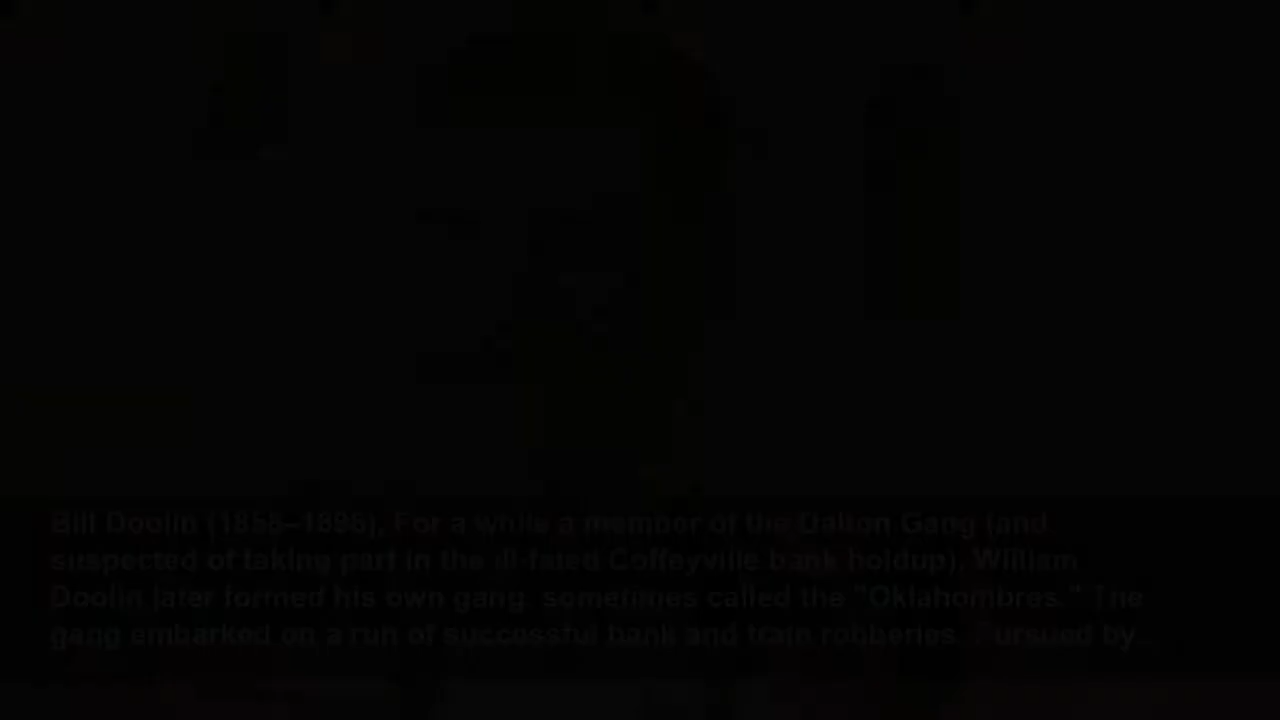 Bill Doolin (1858–1896), For a while a member of the Dalton Gang (and
suspected of taking part in the ill-fated Coffeyville bank holdup), William
Doolin later formed his own gang, sometimes called the "Oklahombres." The
gang embarked on a run of successful bank and train robberies. Pursued by...